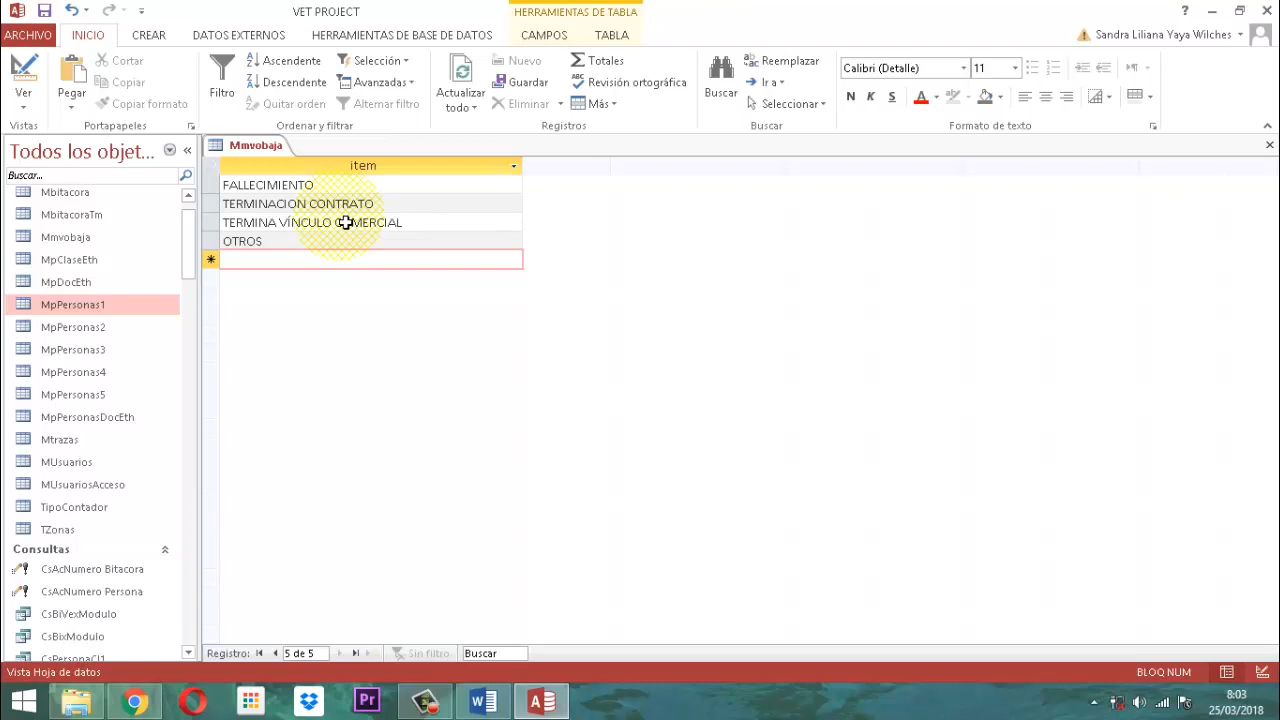 VET PROJECT
HERRAMIENTAS DE TABLA
?
ARCHIVO
INICIO
CREAR
DATOS EXTERNOS
HERRAMIENTAS DE BASE DE DATOS
CAMPOS
TABLA
Sandra Liliana Yaya Wilches
Ver
Vistas
Pegar
Cortar
Copiar
Copiar formato
Portapapeles
Filtro
Ascendente
Descendente
Quitar orden
Selección
Avanzadas
Alternar filtro
Ordenar y filtrar
Actualizar
todo
Nuevo
Guardar
Eliminar
Totales
Revisión ortográfica
Más
Registros
Buscar
Reemplazar
Ir a
Seleccionar
Buscar
Calibri (Detalle)
11
N K S
A
Formato de texto
Todos los objet...
Buscar...
Mbitacora
MbitacoraTm
Mmvobaja
MpClaseEth
MpDocEth
MpPersonas1
MpPersonas2
MpPersonas3
MpPersonas4
MpPersonas5
MpPersonasDocEth
Mtrazas
MUsuarios
MUsuariosAcceso
TipoContador
TZonas
Consultas
CsAcNumero Bitacora
CsAcNumero Persona
CsBiVexModulo
CsBixModulo
CsPersonaCl1
Mmvobaja
item
FALLECIMIENTO
TERMINACION CONTRATO
TERMINA VÍNCULO COMERCIAL
OTROS
Registro:
5 de 5
Sin filtro
Buscar
Vista Hoja de datos
BLOQ NUM
Pr
8:03
25/03/2018